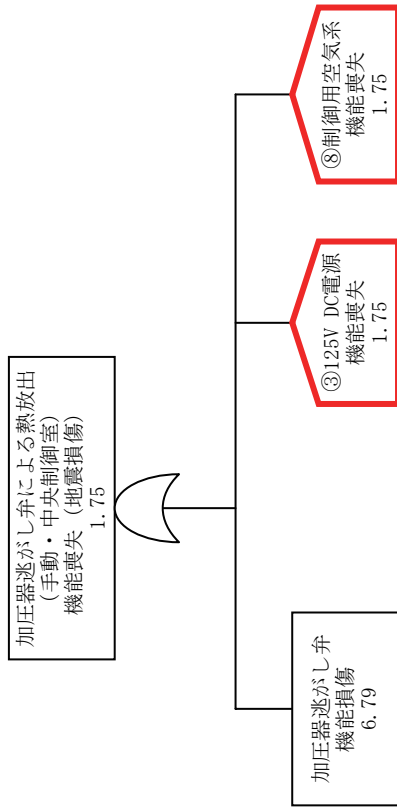 加圧器逃がし弁による熱放出
(手動・中央制御室)
機能喪失（地震損傷）
1.75
加圧器逃がし弁
機能損傷
6.79
③125V DC電源
機能喪失
1.75
⑧制御用空気系
機能喪失
1.75